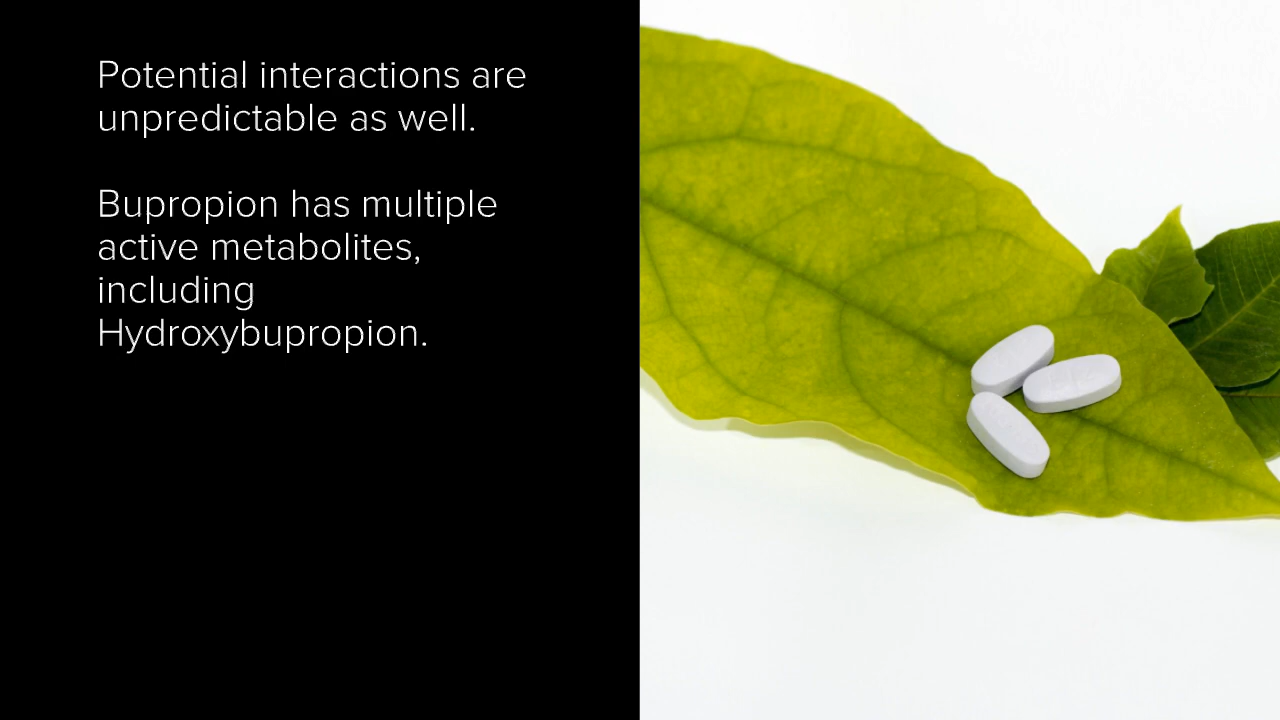 Potential interactions are
unpredictable as well.
Bupropion has multiple
active metabolites,
including
Hydroxybupropion.